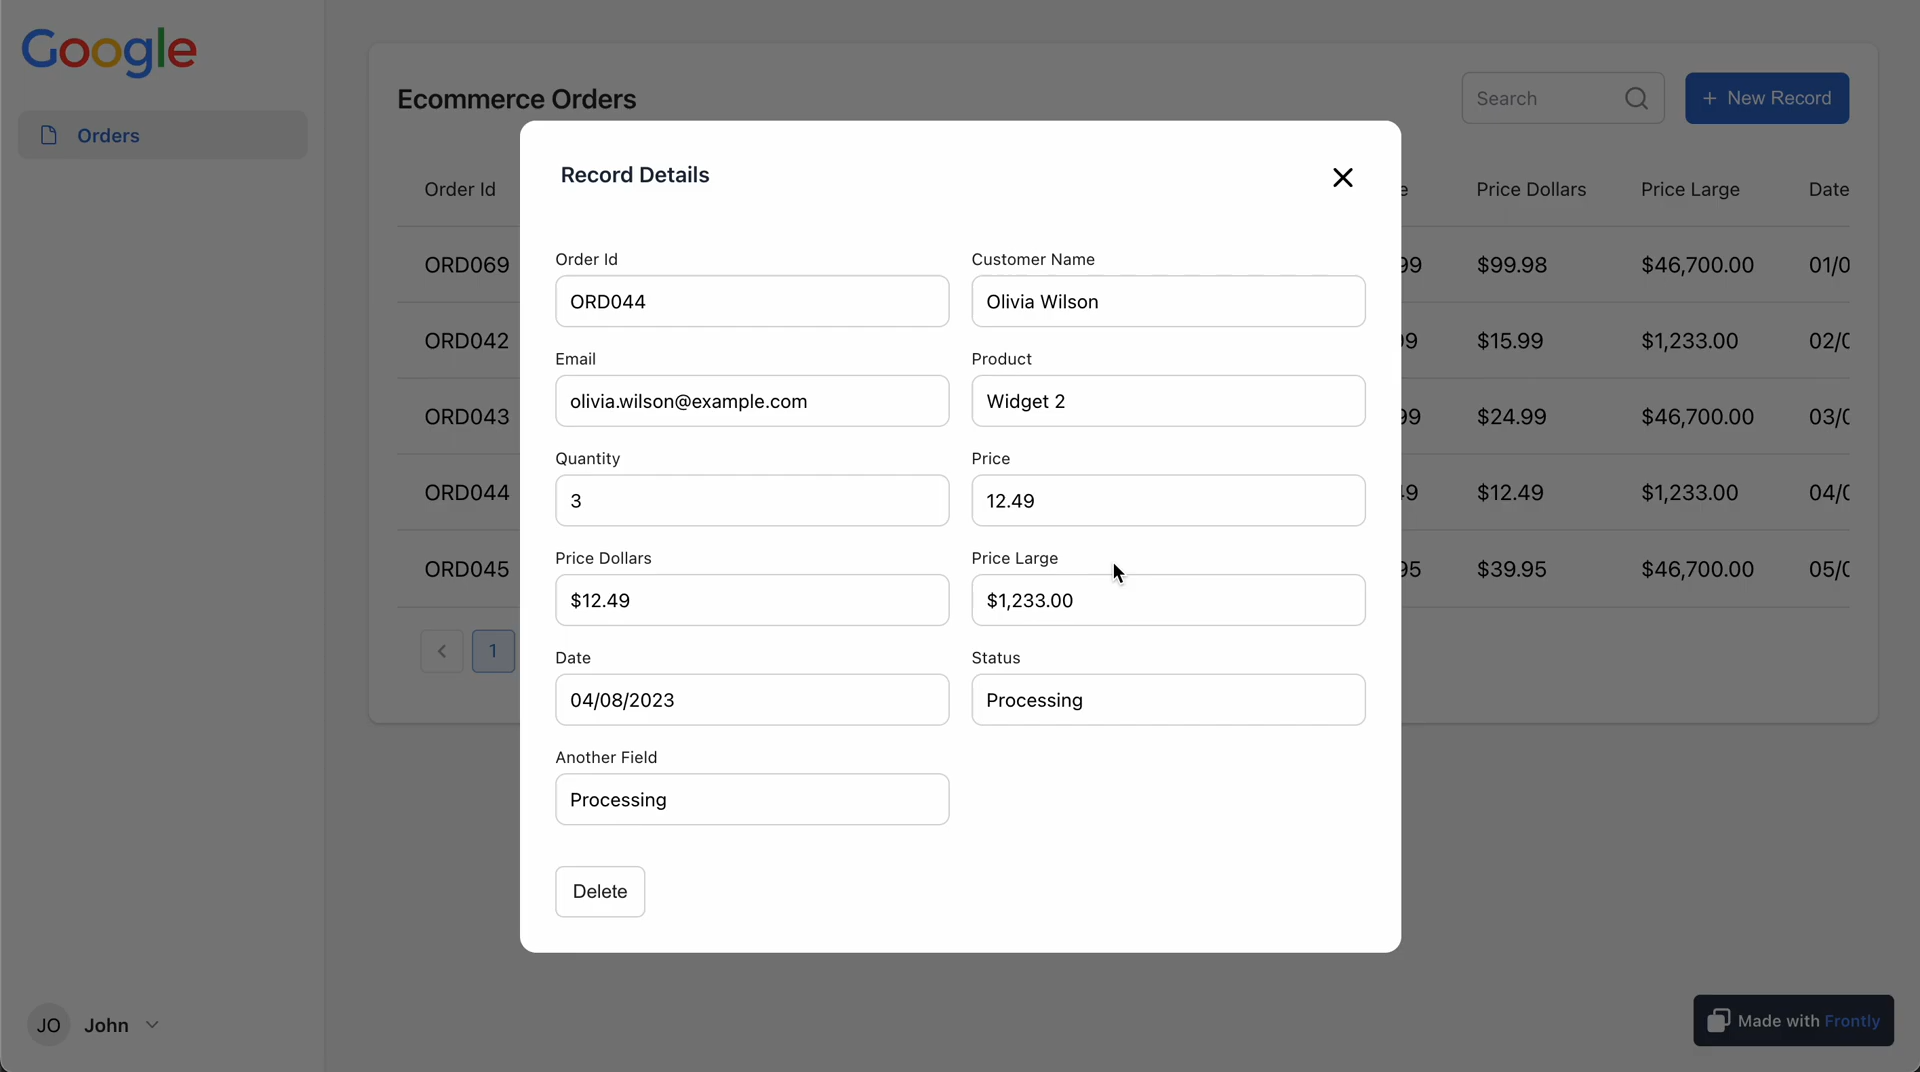 Google
Orders
Ecommerce Orders
Search
+ New Record
Order Id
Price Dollars
Price Large
Date
ORD069
$99.98
$46,700.00
01/0
ORD042
$15.99
$1,233.00
ORD043
$24.99
$46,700.00
ORD044
$12.49
$1,233.00
ORD045
$39.95
$46,700.00
1
Record Details
Order Id
Customer Name
ORD044
Olivia Wilson
Email
Product
olivia.wilson@example.com
Widget 2
Quantity
Price
3
12.49
Price Dollars
Price Large
$12.49
$1,233.00
Date
Status
04/08/2023
Processing
Another Field
Processing
Delete
JO
John
Made with Frontly